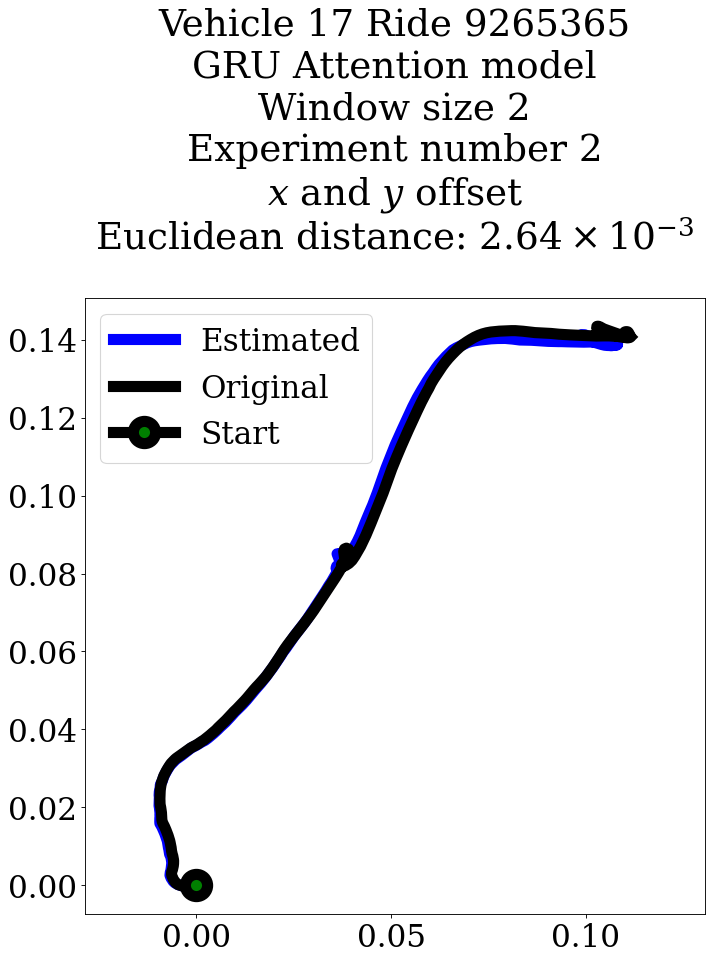 Vehicle 17 Ride 9265365
GRU Attention model
Window size 2
Experiment number 2
x and y offset
Euclidean distance: 2.64 × 10⁻³
Estimated
Original
Start
0.14
0.12
0.10
0.08
0.06
0.04
0.02
0.00
0.00 0.05 0.10